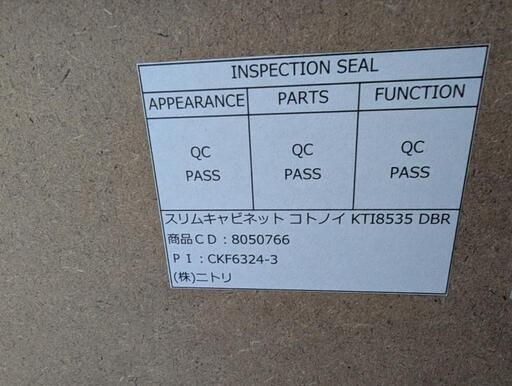 INSPECTION SEAL
APPEARANCE PARTS FUNCTION
QC QC QC
PASS PASS PASS
スリムキャビネット コトノイ KTI8535 DBR
商品ＣＤ:8050766
ＰＩ:CKF6324-3
(株)ニトリ